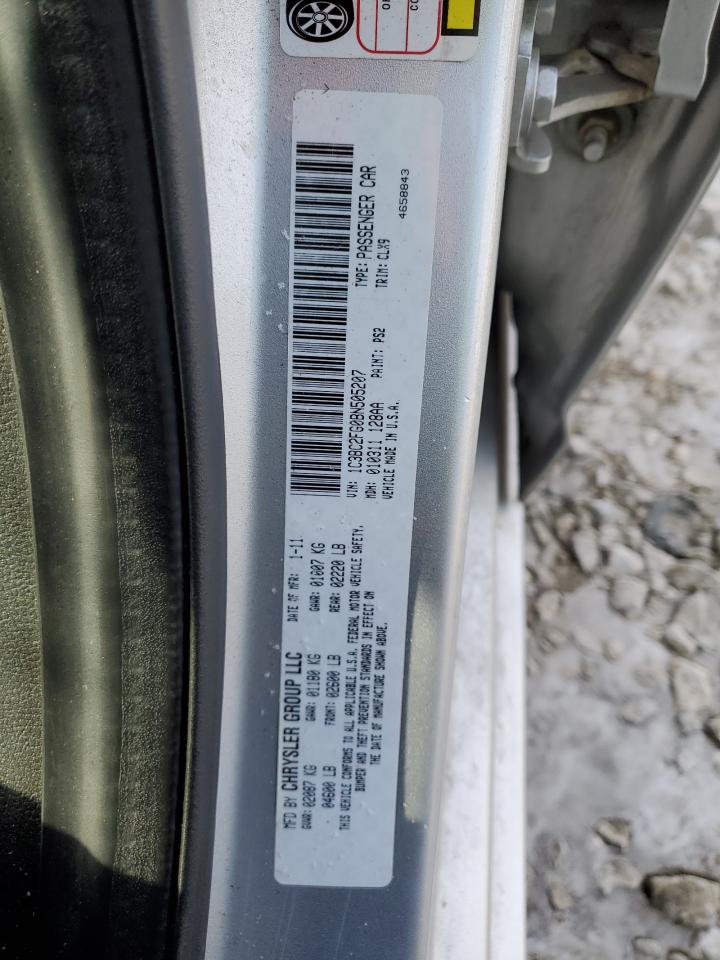 MFD BY CHRYSLER GROUP LLC DATE OF MFR: 1-11
GVWR: 02087 KG GAWR: 01180 KG GAWR: 01007 KG
04600 LB FRONT: 02600 LB REAR: 02220 LB
THIS VEHICLE CONFORMS TO ALL APPLICABLE U.S.A. FEDERAL MOTOR VEHICLE SAFETY,
BUMPER AND THEFT PREVENTION STANDARDS IN EFFECT ON
THE DATE OF MANUFACTURE SHOWN ABOVE.
VIN: 1C3BC2FG0BN505207 TYPE: PASSENGER CAR
MDH: 010311 128AA PAINT: PS2 TRIM: CLX9
VEHICLE MADE IN U.S.A. 4658843